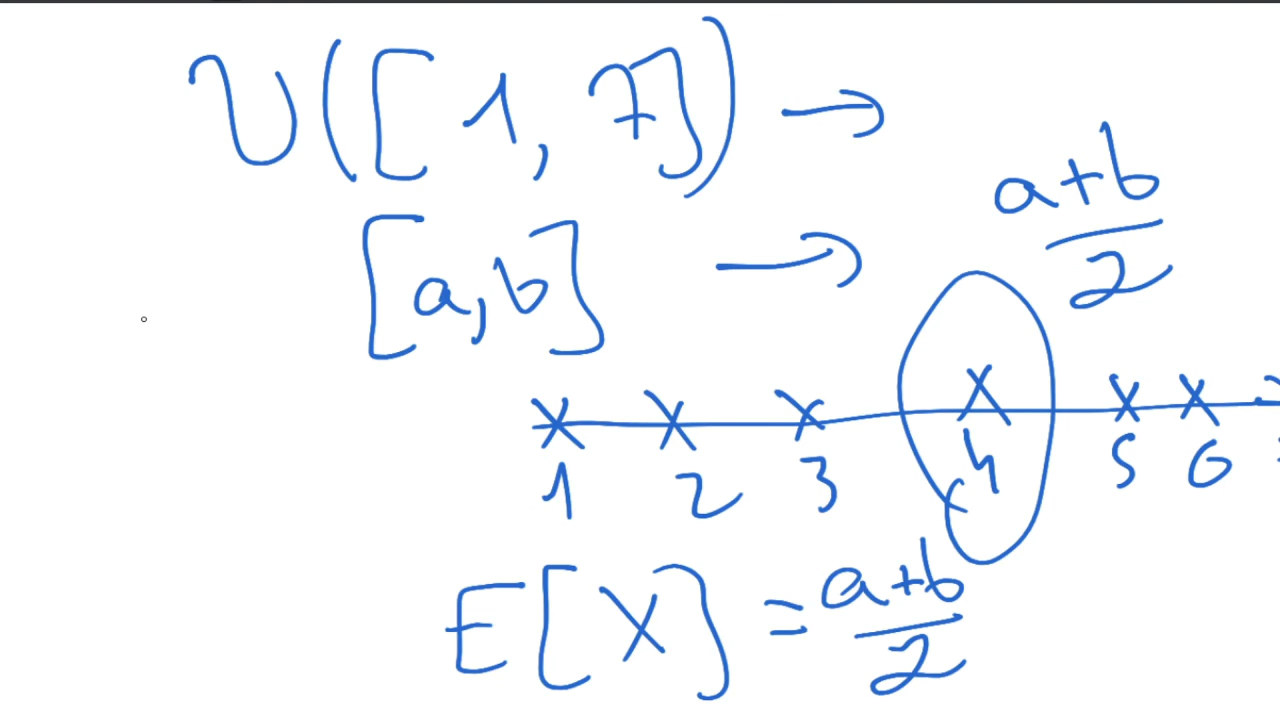 U([1,7]) →
[a,b] → a+b/2
1 2 3 4 5 6
E[X] = a+b/2